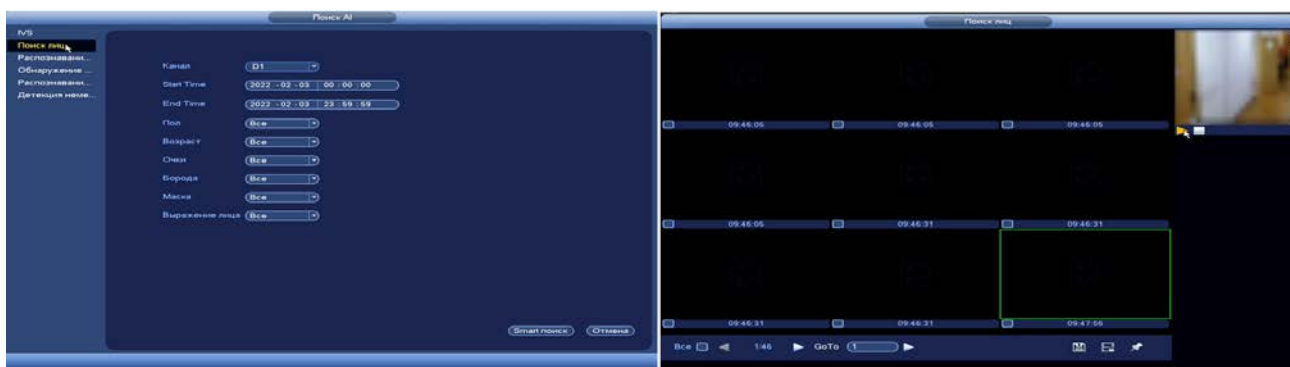 Поиск AI
IVS
Поиск лиц
Распознавани...
Обнаружение ...
Распознавани...
Детекция неме...
Канал D1
Start Time 2022 - 02 - 03 00 : 00 : 00
End Time 2022 - 02 - 03 23 : 59 : 59
Пол Все
Возраст Все
Очки Все
Борода Все
Маска Все
Выражение лица Все
Smart поиск Отмена
Поиск лиц
09:46:05 09:46:05 09:46:05
09:46:05 09:46:31 09:46:31
09:46:31 09:46:31 09:47:56
Все 1/46 GoTo 1